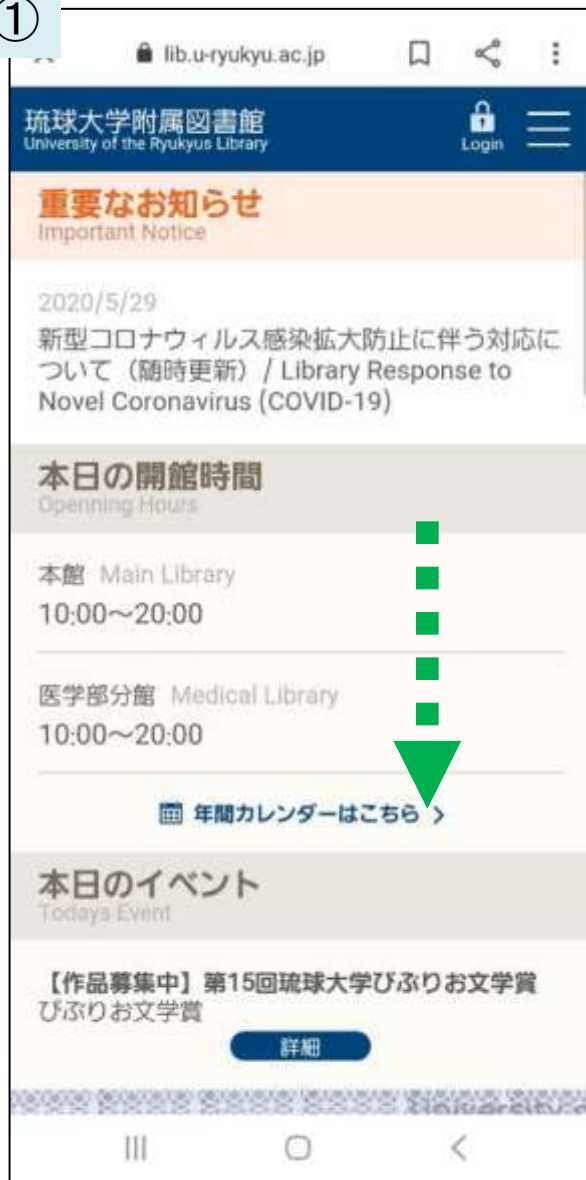 ①
lib.u-ryukyu.ac.jp
琉球大学附属図書館
University of the Ryukyus Library
Login
重要なお知らせ
Important Notice
2020/5/29
新型コロナウィルス感染拡大防止に伴う対応に
ついて（随時更新）/ Library Response to
Novel Coronavirus (COVID-19)
本日の開館時間
Openning Hours
本館 Main Library
10:00～20:00
医学部分館 Medical Library
10:00～20:00
年間カレンダーはこちら >
本日のイベント
Todays Event
【作品募集中】第15回琉球大学びぶりお文学賞
びぶりお文学賞
詳細